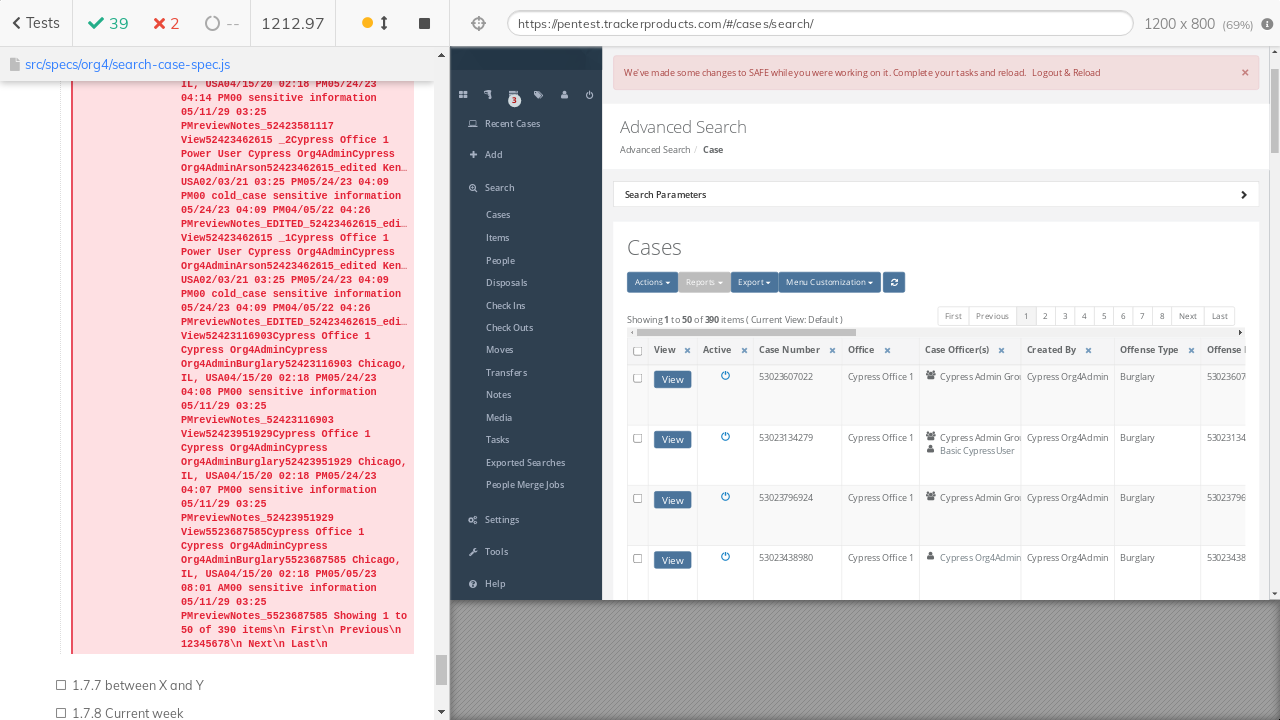 Tests
39
2
--
1212.97
https://pentest.trackerproducts.com/#/cases/search/
1200 x 800 (69%)
src/specs/org4/search-case-spec.js
IL, USA04/15/20 02:18 PM05/24/23
04:14 PM00 sensitive information
05/11/29 03:25
PMreviewNotes_52423581117
View52423462615 _2Cypress Office 1
Power User Cypress Org4AdminCypress
Org4AdminArson52423462615_edited Ken…
USA02/03/21 03:25 PM05/24/23 04:09
PM00 cold_case sensitive information
05/24/23 04:09 PM04/05/22 04:26
PMreviewNotes_EDITED_52423462615_edi…
View52423462615 _1Cypress Office 1
Power User Cypress Org4AdminCypress
Org4AdminArson52423462615_edited Ken…
USA02/03/21 03:25 PM05/24/23 04:09
PM00 cold_case sensitive information
05/24/23 04:09 PM04/05/22 04:26
PMreviewNotes_EDITED_52423462615_edi…
View52423116903Cypress Office 1
Cypress Org4AdminCypress
Org4AdminBurglary52423116903 Chicago,
IL, USA04/15/20 02:18 PM05/24/23
04:08 PM00 sensitive information
05/11/29 03:25
PMreviewNotes_52423116903
View52423951929Cypress Office 1
Cypress Org4AdminCypress
Org4AdminBurglary52423951929 Chicago,
IL, USA04/15/20 02:18 PM05/24/23
04:07 PM00 sensitive information
05/11/29 03:25
PMreviewNotes_52423951929
View5523687585Cypress Office 1
Cypress Org4AdminCypress
Org4AdminBurglary5523687585 Chicago,
IL, USA04/15/20 02:18 PM05/05/23
08:01 AM00 sensitive information
05/11/29 03:25
PMreviewNotes_5523687585 Showing 1 to
50 of 390 items\n First\n Previous\n
12345678\n Next\n Last\n
1.7.7 between X and Y
1.7.8 Current week
3
Recent Cases
Add
Search
Cases
Items
People
Disposals
Check Ins
Check Outs
Moves
Transfers
Notes
Media
Tasks
Exported Searches
People Merge Jobs
Settings
Tools
Help
We've made some changes to SAFE while you were working on it. Complete your tasks and reload. Logout & Reload ×
Advanced Search
Advanced Search / Case
Search Parameters
Cases
Actions Reports Export Menu Customization
Showing 1 to 50 of 390 items ( Current View: Default )
First Previous 1 2 3 4 5 6 7 8 Next Last
View Active Case Number Office Case Officer(s) Created By Offense Type Offense
View 53023607022 Cypress Office 1 Cypress Admin Grou Cypress Org4Admin Burglary 53023607
View 53023134279 Cypress Office 1 Cypress Admin Grou Cypress Org4Admin Burglary 53023134
Basic CypressUser
View 53023796924 Cypress Office 1 Cypress Admin Grou Cypress Org4Admin Burglary 53023796
View 53023438980 Cypress Office 1 Cypress Org4Admin Cypress Org4Admin Burglary 53023438